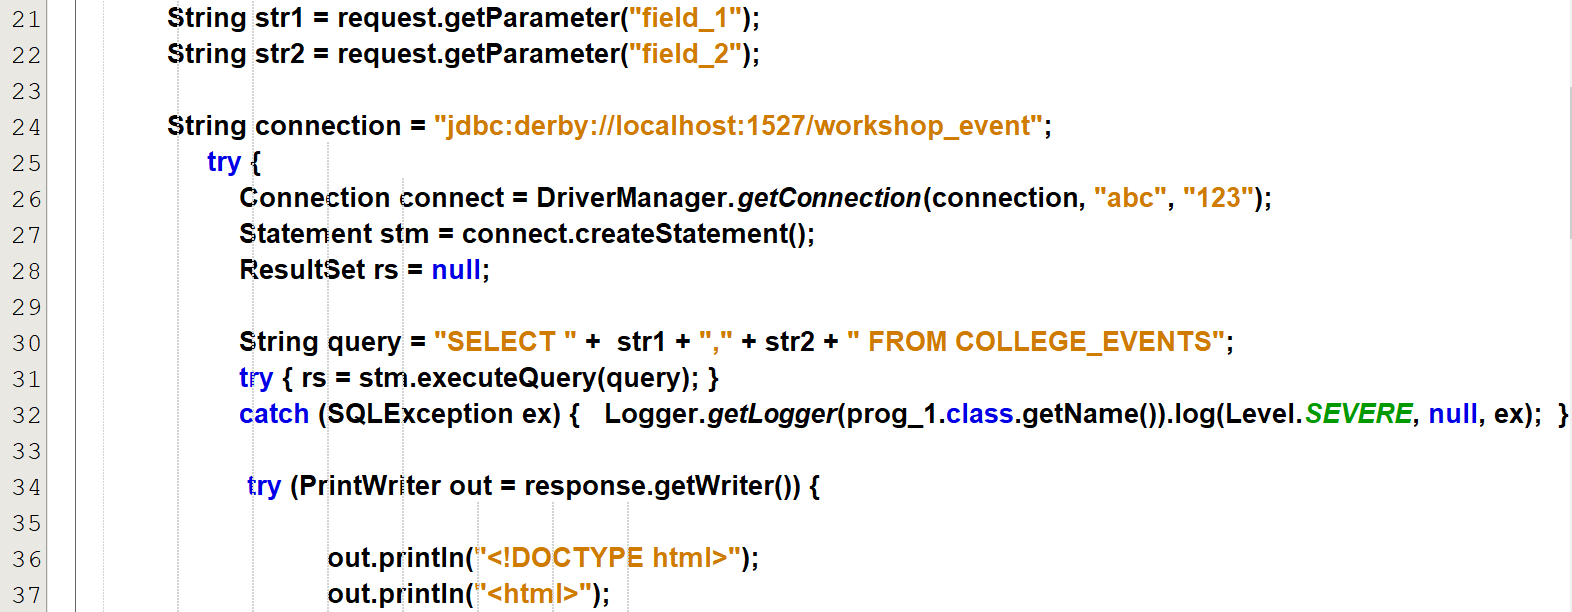 21 String str1 = request.getParameter("field_1");
22 String str2 = request.getParameter("field_2");
23
24 String connection = "jdbc:derby://localhost:1527/workshop_event";
25 try {
26 Connection connect = DriverManager.getConnection(connection, "abc", "123");
27 Statement stm = connect.createStatement();
28 ResultSet rs = null;
29
30 String query = "SELECT " +  str1 + "," + str2 + " FROM COLLEGE_EVENTS";
31 try { rs = stm.executeQuery(query); }
32 catch (SQLException ex) {   Logger.getLogger(prog_1.class.getName()).log(Level.SEVERE, null, ex);  }
33
34 try (PrintWriter out = response.getWriter()) {
35
36 out.println("<!DOCTYPE html>");
37 out.println("<html>");